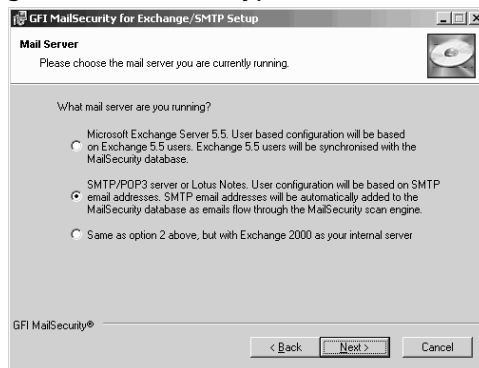 GFI MailSecurity for Exchange/SMTP Setup
Mail Server
Please choose the mail server you are currently running.
What mail server are you running?
Microsoft Exchange Server 5.5. User based configuration will be based
on Exchange 5.5 users. Exchange 5.5 users will be synchronised with the
MailSecurity database.
SMTP/POP3 server or Lotus Notes. User configuration will be based on SMTP
email addresses. SMTP email addresses will be automatically added to the
MailSecurity database as emails flow through the MailSecurity scan engine.
Same as option 2 above, but with Exchange 2000 as your internal server
GFI MailSecurity®
< Back
Next >
Cancel